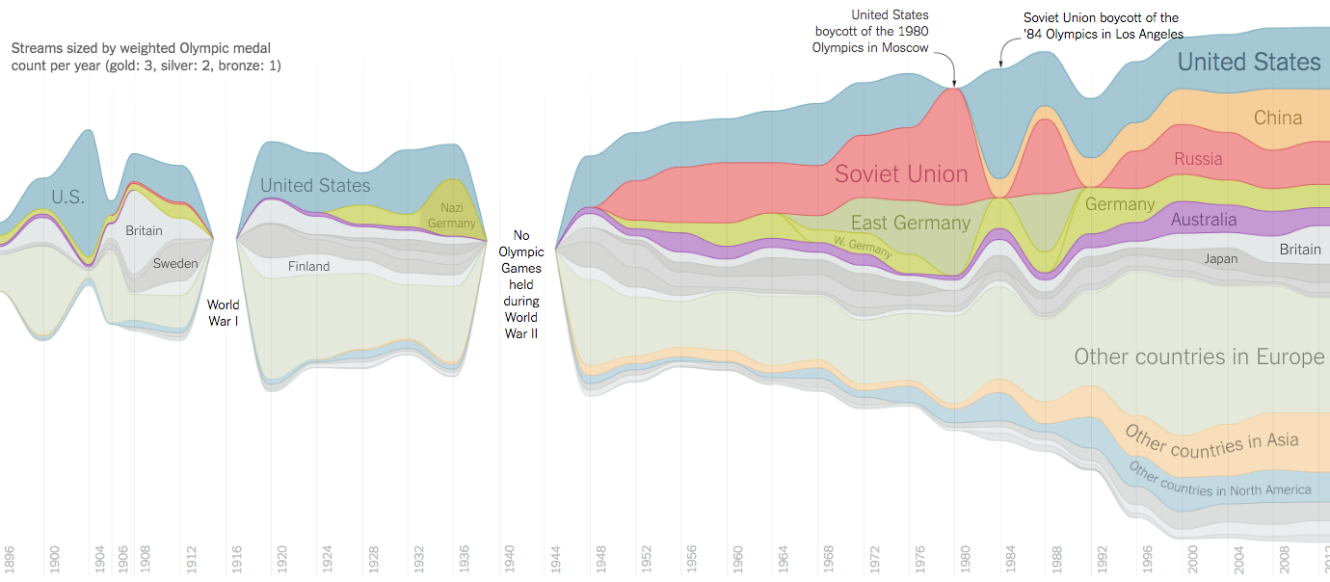 United States
boycott of the 1980
Olympics in Moscow
Soviet Union boycott of the
'84 Olympics in Los Angeles
Streams sized by weighted Olympic medal
count per year (gold: 3, silver: 2, bronze: 1)
United States
China
Russia
Soviet Union
U.S.
United States
Nazi
Germany
East Germany
Germany
Australia
Britain
W. Germany
Britain
Japan
Sweden
Finland
No
Olympic
Games
held
during
World
War II
World
War I
Other countries in Europe
Other countries in Asia
Other countries in North America
1896
1900
1904
1906
1908
1912
1916
1920
1924
1928
1932
1936
1940
1944
1948
1952
1956
1960
1964
1968
1972
1976
1980
1984
1988
1992
1996
2000
2004
2008
2012